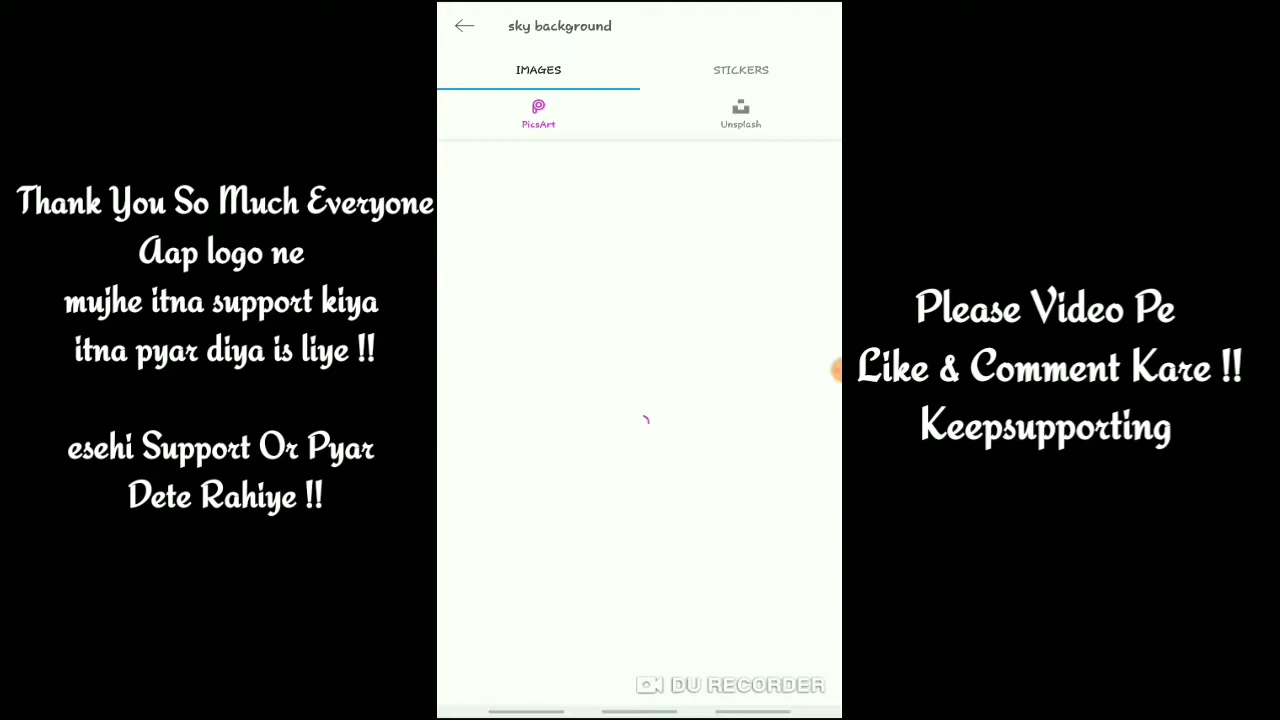 Thank You So Much Everyone
Aap logo ne
mujhe itna support kiya
itna pyar diya is liye !!
esehi Support Or Pyar
Dete Rahiye !!
sky background
IMAGES
STICKERS
PicsArt
Unsplash
DU RECORDER
Please Video Pe
Like & Comment Kare !!
Keepsupporting